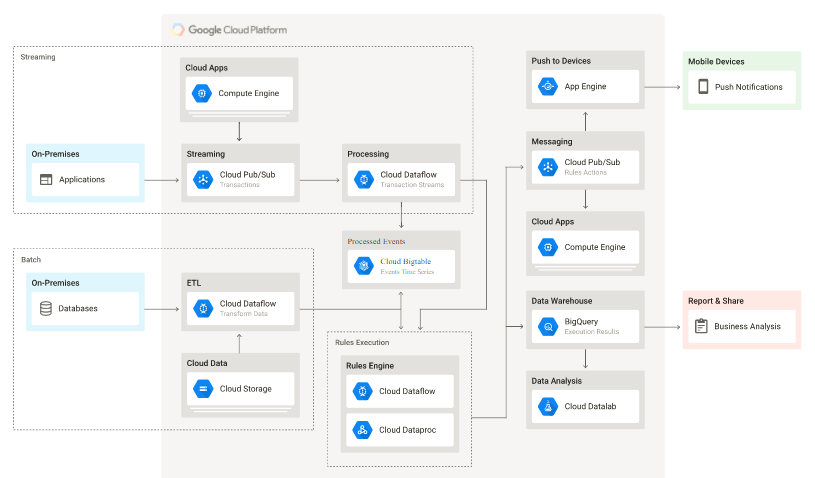 Google Cloud Platform
Streaming
Cloud Apps
Compute Engine
On-Premises
Applications
Streaming
Cloud Pub/Sub
Transactions
Processing
Cloud Dataflow
Transaction Streams
Processed Events
Cloud Bigtable
Events Time Series
Batch
On-Premises
Databases
ETL
Cloud Dataflow
Transform Data
Cloud Data
Cloud Storage
Rules Execution
Rules Engine
Cloud Dataflow
Cloud Dataproc
Push to Devices
App Engine
Mobile Devices
Push Notifications
Messaging
Cloud Pub/Sub
Rules Actions
Cloud Apps
Compute Engine
Data Warehouse
BigQuery
Execution Results
Report & Share
Business Analysis
Data Analysis
Cloud Datalab